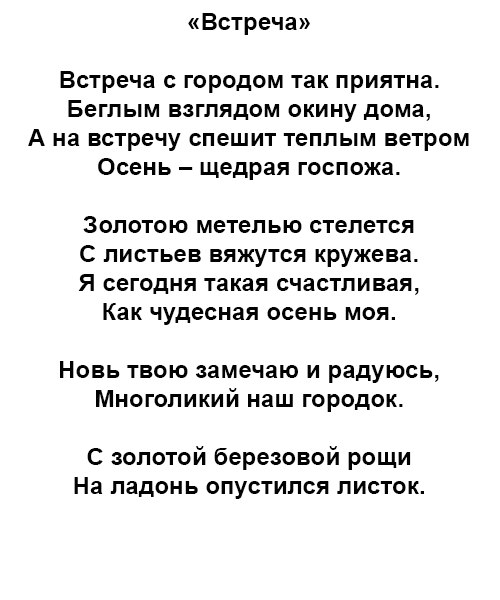 «Встреча»
Встреча с городом так приятна.
Беглым взглядом окину дома,
А на встречу спешит теплым ветром
Осень – щедрая госпожа.
Золотою метелью стелется
С листьев вяжутся кружева.
Я сегодня такая счастливая,
Как чудесная осень моя.
Новь твою замечаю и радуюсь,
Многоликий наш городок.
С золотой березовой рощи
На ладонь опустился листок.